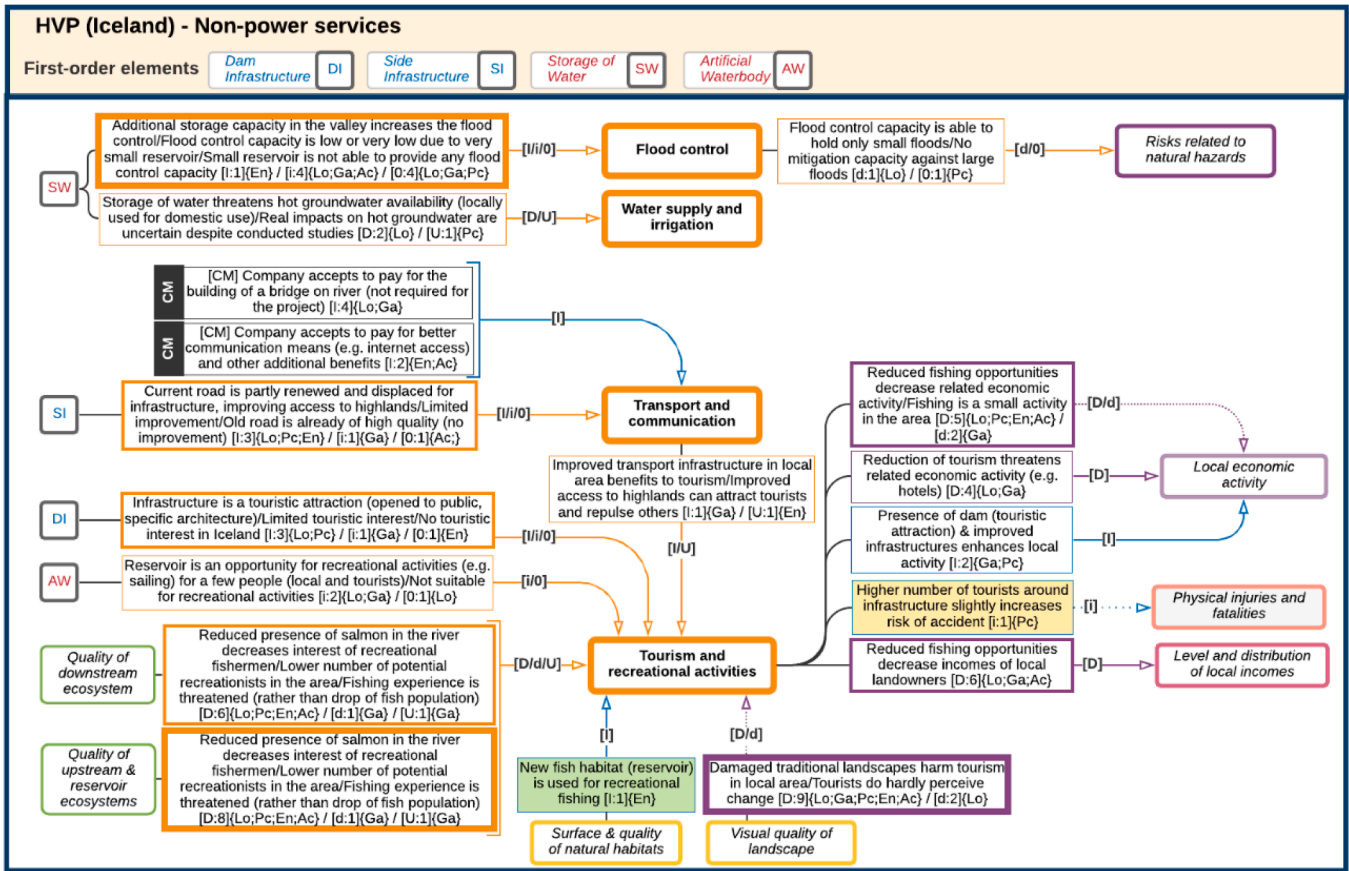 HVP (Iceland) - Non-power services
First-order elements
Dam
Infrastructure
DI
Side
Infrastructure
SI
Storage of
Water
SW
Artificial
Waterbody
AW
SW
Additional storage capacity in the valley increases the flood
control/Flood control capacity is low or very low due to very
small reservoir/Small reservoir is not able to provide any flood
control capacity [I:1]{En} / [i:4]{Lo;Ga;Ac} / [0:4]{Lo;Ga;Pc}
[I/i/0]
Flood control
Flood control capacity is able to
hold only small floods/No
mitigation capacity against large
floods [d:1]{Lo} / [0:1]{Pc}
[d/0]
Risks related to
natural hazards
Storage of water threatens hot groundwater availability (locally
used for domestic use)/Real impacts on hot groundwater are
uncertain despite conducted studies [D:2]{Lo} / [U:1]{Pc}
[D/U]
Water supply and
irrigation
CM
[CM] Company accepts to pay for the
building of a bridge on river (not required for
the project) [I:4]{Lo;Ga}
CM
[CM] Company accepts to pay for better
communication means (e.g. internet access)
and other additional benefits [I:2]{En;Ac}
[I]
SI
Current road is partly renewed and displaced for
infrastructure, improving access to highlands/Limited
improvement/Old road is already of high quality (no
improvement) [I:3]{Lo;Pc;En} / [i:1]{Ga} / [0:1]{Ac;}
[I/i/0]
Transport and
communication
Improved transport infrastructure in local
area benefits to tourism/Improved
access to highlands can attract tourists
and repulse others [I:1]{Ga} / [U:1]{En}
[I/U]
DI
Infrastructure is a touristic attraction (opened to public,
specific architecture)/Limited touristic interest/No touristic
interest in Iceland [I:3]{Lo;Pc} / [i:1]{Ga} / [0:1]{En}
[I/i/0]
AW
Reservoir is an opportunity for recreational activities (e.g.
sailing) for a few people (local and tourists)/Not suitable
for recreational activities [i:2]{Lo;Ga} / [0:1]{Lo}
[i/0]
Quality of
downstream
ecosystem
Reduced presence of salmon in the river
decreases interest of recreational
fishermen/Lower number of potential
recreationists in the area/Fishing experience is
threatened (rather than drop of fish population)
[D:6]{Lo;Pc;En;Ac} / [d:1]{Ga} / [U:1]{Ga}
[D/d/U]
Quality of
upstream &
reservoir
ecosystems
Reduced presence of salmon in the river
decreases interest of recreational
fishermen/Lower number of potential
recreationists in the area/Fishing experience is
threatened (rather than drop of fish population)
[D:8]{Lo;Pc;En;Ac} / [d:1]{Ga} / [U:1]{Ga}
Tourism and
recreational activities
[I]
New fish habitat (reservoir)
is used for recreational
fishing [I:1]{En}
Surface & quality
of natural habitats
[D/d]
Damaged traditional landscapes harm tourism
in local area/Tourists do hardly perceive
change [D:9]{Lo;Ga;Pc;En;Ac} / [d:2]{Lo}
Visual quality of
landscape
Reduced fishing opportunities
decrease related economic
activity/Fishing is a small activity
in the area [D:5]{Lo;Pc;En;Ac} /
[d:2]{Ga}
[D/d]
Reduction of tourism threatens
related economic activity (e.g.
hotels) [D:4]{Lo;Ga}
[D]
Local economic
activity
Presence of dam (touristic
attraction) & improved
infrastructures enhances local
activity [I:2]{Ga;Pc}
[I]
Higher number of tourists around
infrastructure slightly increases
risk of accident [i:1]{Pc}
[i]
Physical injuries and
fatalities
Reduced fishing opportunities
decrease incomes of local
landowners [D:6]{Lo;Ga;Ac}
[D]
Level and distribution
of local incomes